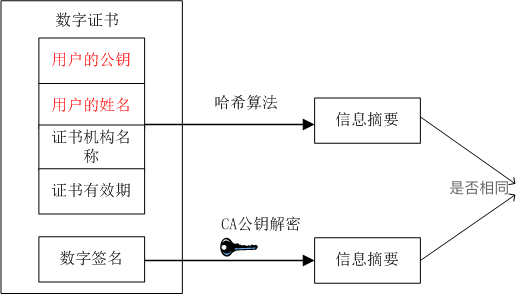 数字证书
用户的公钥
用户的姓名
证书机构名
称
证书有效期
数字签名
哈希算法
信息摘要
CA公钥解密
信息摘要
是否相同